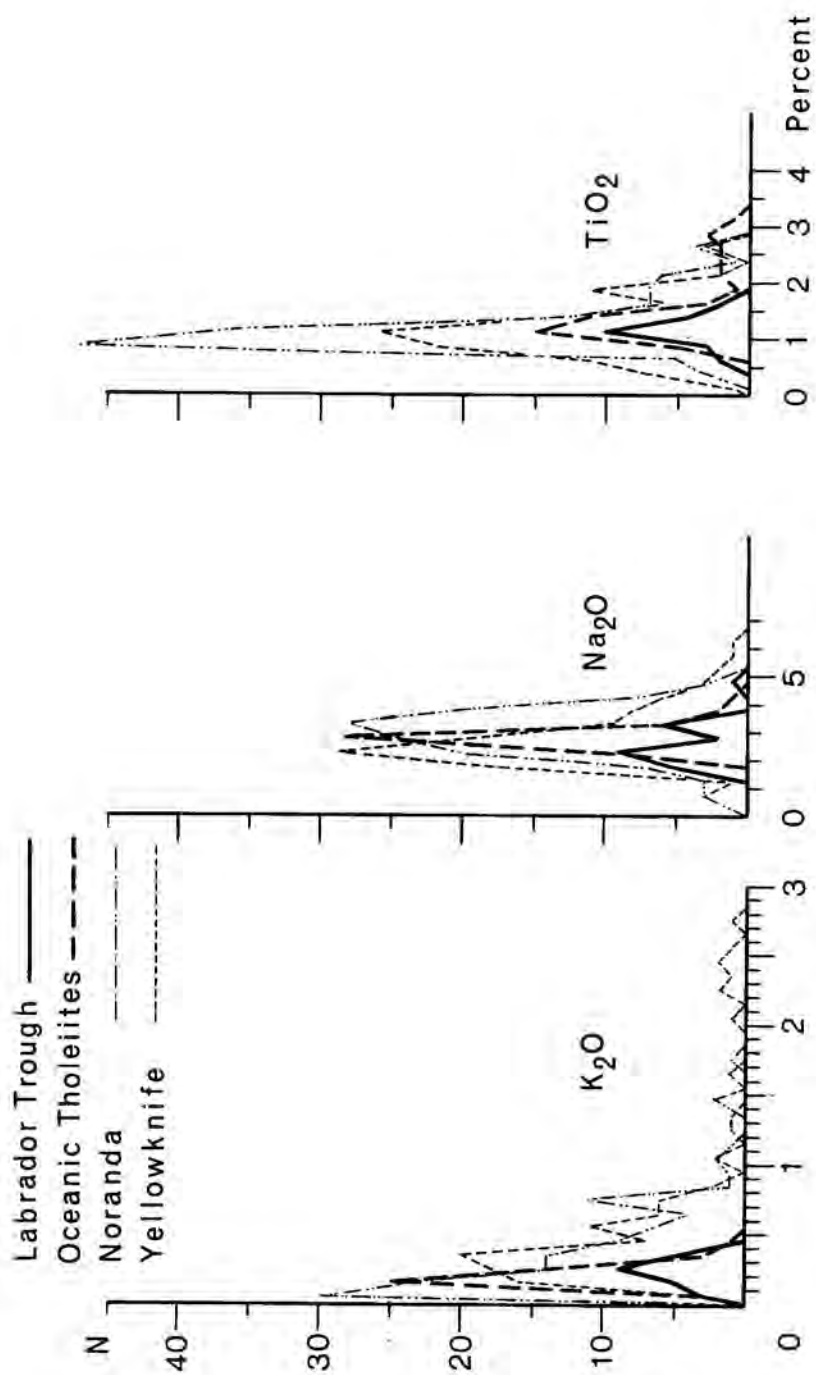 Labrador Trough
Oceanic Tholeiites
Noranda
Yellowknife
N
40
30
20
10
0 1 2 3
K2O
0 5
Na2O
0 1 2 3 4
Percent
TiO2